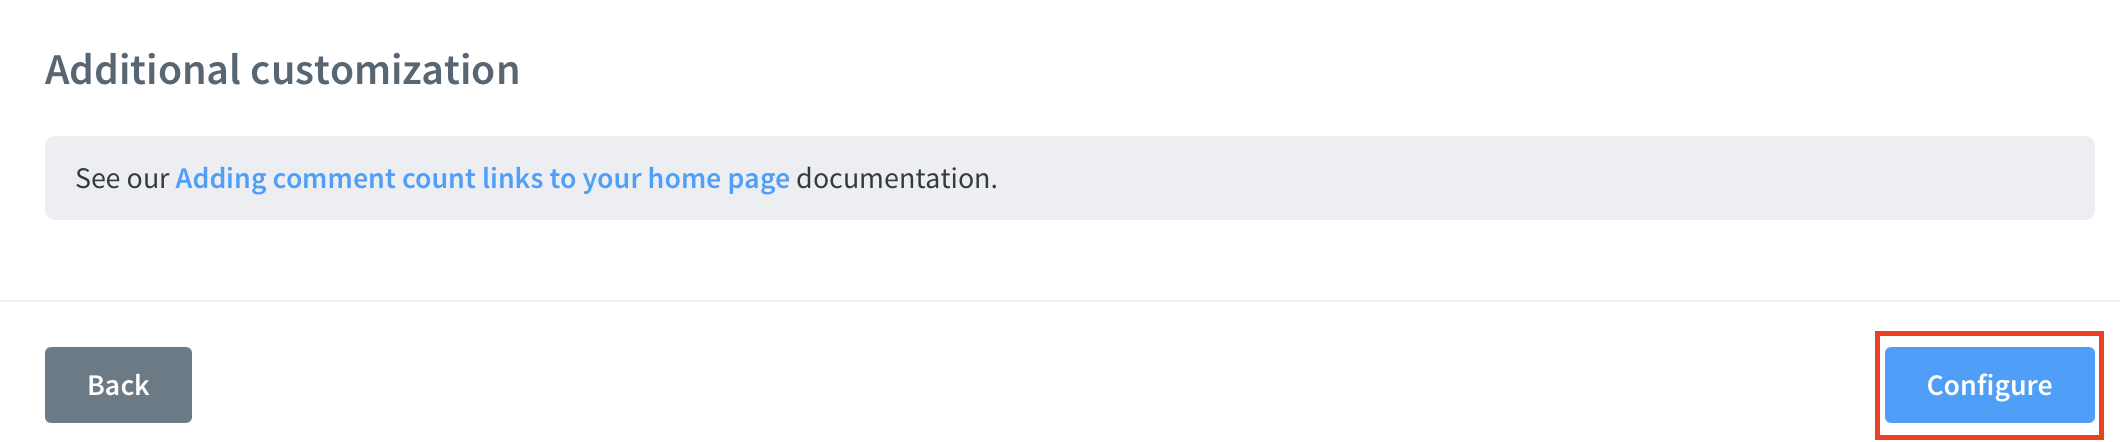 Additional customization
See our Adding comment count links to your home page documentation.
Back
Configure